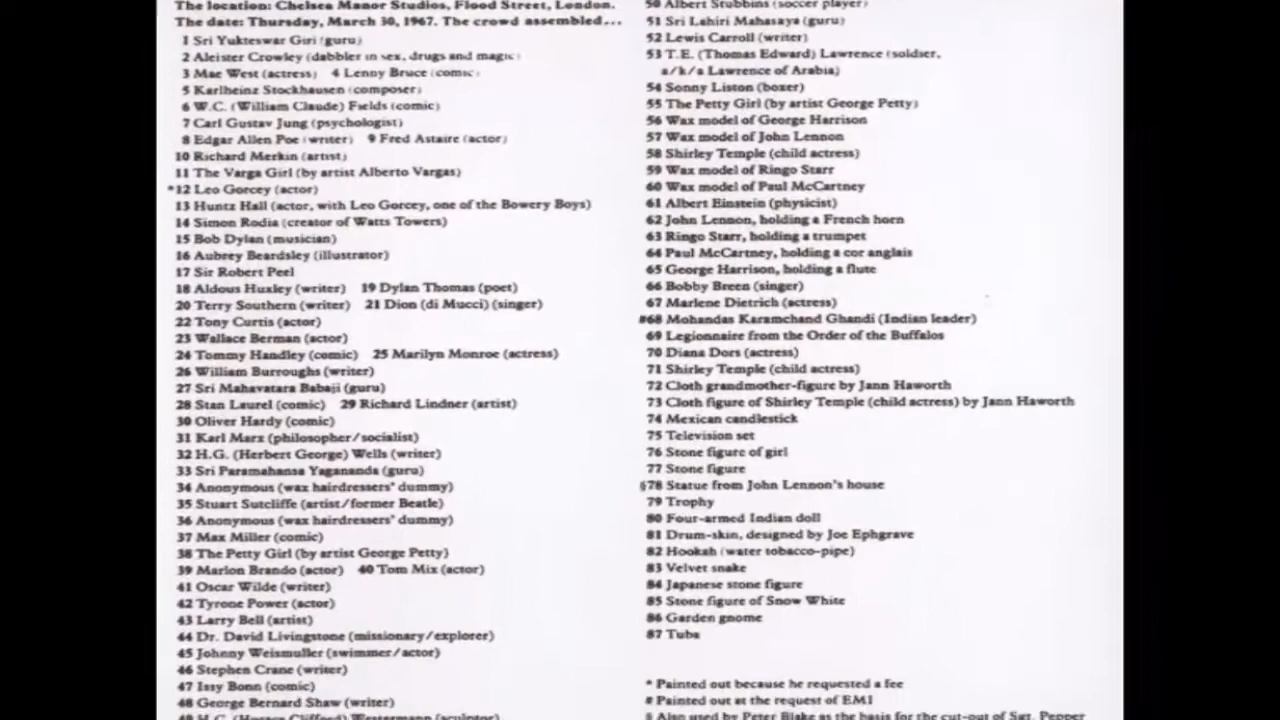 The location: Chelsea Manor Studios, Flood Street, London.
The date: Thursday, March 30, 1967. The crowd assembled...
1 Sri Yukteswar Giri (guru)
2 Aleister Crowley (dabbler in sex, drugs and magic)
3 Mae West (actress) 4 Lenny Bruce (comic)
5 Karlheinz Stockhausen (composer)
6 W.C. (William Claude) Fields (comic)
7 Carl Gustav Jung (psychologist)
8 Edgar Allen Poe (writer) 9 Fred Astaire (actor)
10 Richard Merkin (artist)
11 The Varga Girl (by artist Alberto Vargas)
*12 Leo Gorcey (actor)
13 Huntz Hall (actor, with Leo Gorcey, one of the Bowery Boys)
14 Simon Rodia (creator of Watts Towers)
15 Bob Dylan (musician)
16 Aubrey Beardsley (illustrator)
17 Sir Robert Peel
18 Aldous Huxley (writer) 19 Dylan Thomas (poet)
20 Terry Southern (writer) 21 Dion (di Mucci) (singer)
22 Tony Curtis (actor)
23 Wallace Berman (actor)
24 Tommy Handley (comic) 25 Marilyn Monroe (actress)
26 William Burroughs (writer)
27 Sri Mahavatara Babaji (guru)
28 Stan Laurel (comic) 29 Richard Lindner (artist)
30 Oliver Hardy (comic)
31 Karl Marx (philosopher/socialist)
32 H.G. (Herbert George) Wells (writer)
33 Sri Paramahansa Yagananda (guru)
34 Anonymous (wax hairdressers' dummy)
35 Stuart Sutcliffe (artist/former Beatle)
36 Anonymous (wax hairdressers' dummy)
37 Max Miller (comic)
38 The Petty Girl (by artist George Petty)
39 Marlon Brando (actor) 40 Tom Mix (actor)
41 Oscar Wilde (writer)
42 Tyrone Power (actor)
43 Larry Bell (artist)
44 Dr. David Livingstone (missionary/explorer)
45 Johnny Weismuller (swimmer/actor)
46 Stephen Crane (writer)
47 Issy Bonn (comic)
48 George Bernard Shaw (writer)
49 H.C. (Horace Clifford) Westermann (sculptor)
50 Albert Stubbins (soccer player)
51 Sri Lahiri Mahasaya (guru)
52 Lewis Carroll (writer)
53 T.E. (Thomas Edward) Lawrence (soldier,
a/k/a Lawrence of Arabia)
54 Sonny Liston (boxer)
55 The Petty Girl (by artist George Petty)
56 Wax model of George Harrison
57 Wax model of John Lennon
58 Shirley Temple (child actress)
59 Wax model of Ringo Starr
60 Wax model of Paul McCartney
61 Albert Einstein (physicist)
62 John Lennon, holding a French horn
63 Ringo Starr, holding a trumpet
64 Paul McCartney, holding a cor anglais
65 George Harrison, holding a flute
66 Bobby Breen (singer)
67 Marlene Dietrich (actress)
#68 Mohandas Karamchand Ghandi (Indian leader)
69 Legionnaire from the Order of the Buffalos
70 Diana Dors (actress)
71 Shirley Temple (child actress)
72 Cloth grandmother-figure by Jann Haworth
73 Cloth figure of Shirley Temple (child actress) by Jann Haworth
74 Mexican candlestick
75 Television set
76 Stone figure of girl
77 Stone figure
§78 Statue from John Lennon's house
79 Trophy
80 Four-armed Indian doll
81 Drum-skin, designed by Joe Ephgrave
82 Hookah (water tobacco-pipe)
83 Velvet snake
84 Japanese stone figure
85 Stone figure of Snow White
86 Garden gnome
87 Tuba
* Painted out because he requested a fee
# Painted out at the request of EMI
§ Also used by Peter Blake as the basis for the cut-out of Sgt. Pepper